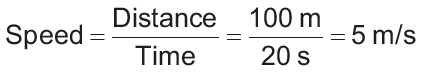 Speed = Distance / Time = 100 m / 20 s = 5 m/s